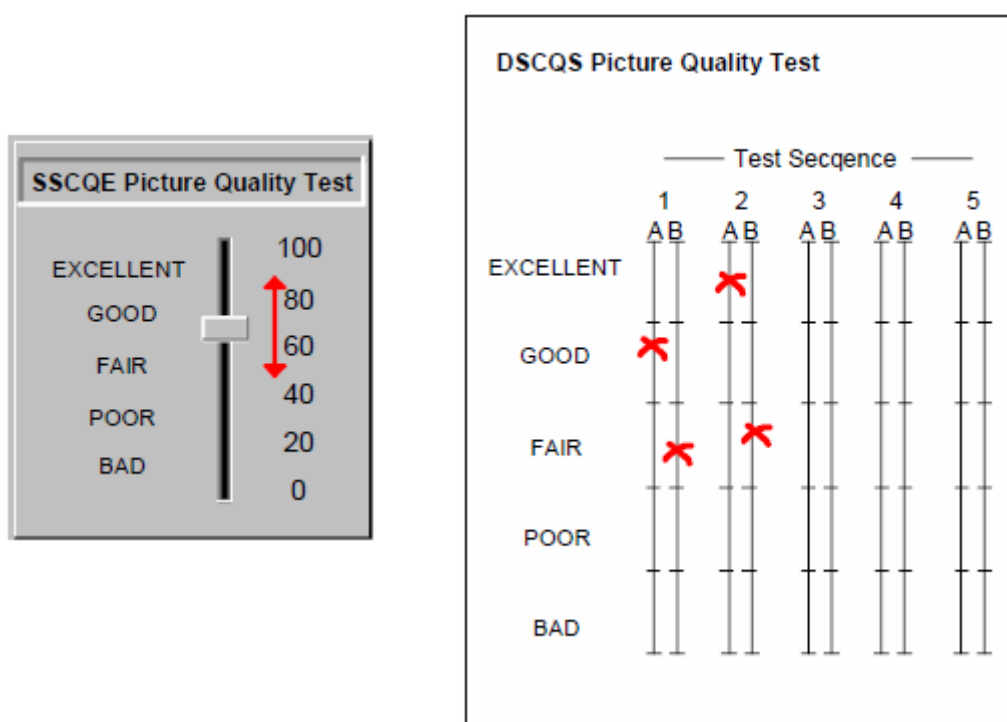 SSCQE Picture Quality Test
100
EXCELLENT
80
GOOD
60
FAIR
40
POOR
20
BAD
0
DSCQS Picture Quality Test
Test Secqence
1 2 3 4 5
A B A B A B A B A B
EXCELLENT
GOOD
FAIR
POOR
BAD